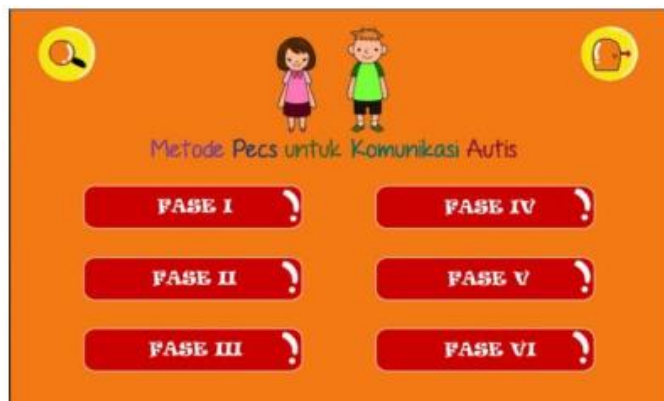 Metode Pecs untuk Komunikasi Autis
FASE I
FASE IV
FASE II
FASE V
FASE III
FASE VI